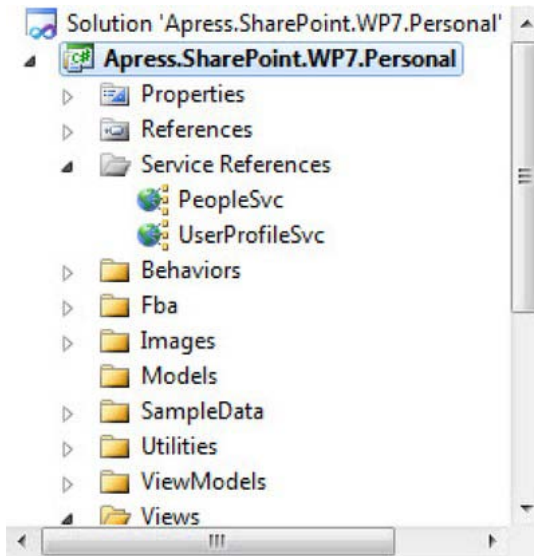 Solution 'Apress.SharePoint.WP7.Personal'
Apress.SharePoint.WP7.Personal
Properties
References
Service References
PeopleSvc
UserProfileSvc
Behaviors
Fba
Images
Models
SampleData
Utilities
ViewModels
Views